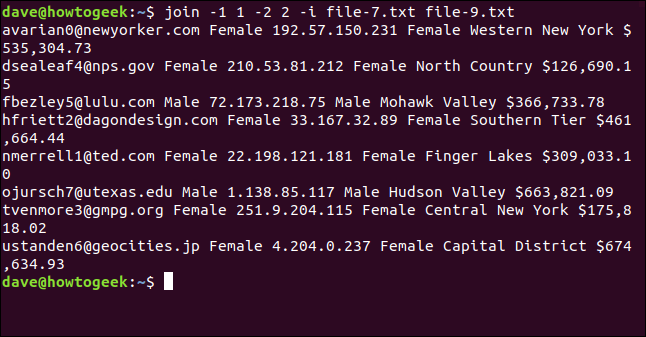 dave@howtogeek:~$ join -1 1 -2 2 -i file-7.txt file-9.txt
avarian0@newyorker.com Female 192.57.150.231 Female Western New York $
535,304.73
dsealeaf4@nps.gov Female 210.53.81.212 Female North Country $126,690.1
5
fbezley5@lulu.com Male 72.173.218.75 Male Mohawk Valley $366,733.78
hfriett2@dagondesign.com Female 33.167.32.89 Female Southern Tier $461
,664.44
nmerrell1@ted.com Female 22.198.121.181 Female Finger Lakes $309,033.1
0
ojursch7@utexas.edu Male 1.138.85.117 Male Hudson Valley $663,821.09
tvenmore3@gmpg.org Female 251.9.204.115 Female Central New York $175,8
18.02
ustanden6@geocities.jp Female 4.204.0.237 Female Capital District $674
,634.93
dave@howtogeek:~$